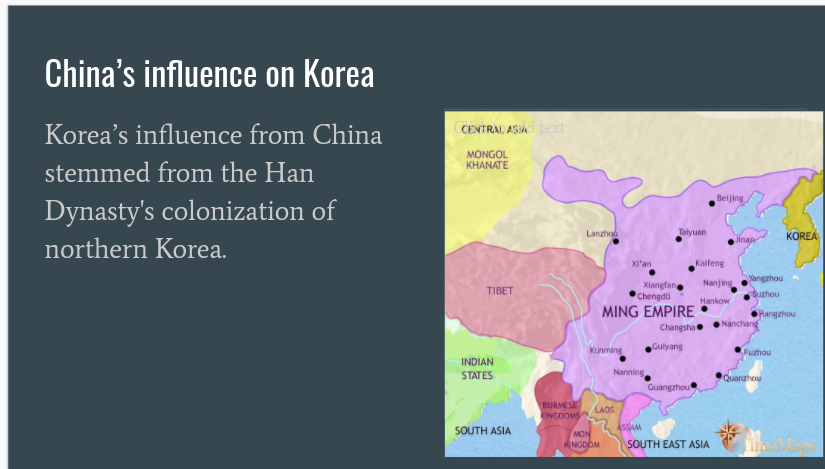 China’s influence on Korea
Korea’s influence from China
stemmed from the Han
Dynasty's colonization of
northern Korea.
Click to add text
CENTRAL ASIA
MONGOL
KHANATE
Beijing
Lanzhou
Taiyuan
Jinan
KOREA
Xi'an
Kaifeng
TIBET
Xiangfan
Nanjing
Yangzhou
Chengdu
Suzhou
Hankow
MING EMPIRE
Hangzhou
Changsha
Nanchang
Kunming
Guiyang
Fuzhou
INDIAN
STATES
Nanning
Quanzhou
Guangzhou
BURMESE
KINGDOMS
LAOS
ASSAM
SOUTH ASIA
MON
KINGDOM
SOUTH EAST ASIA
TimeMaps